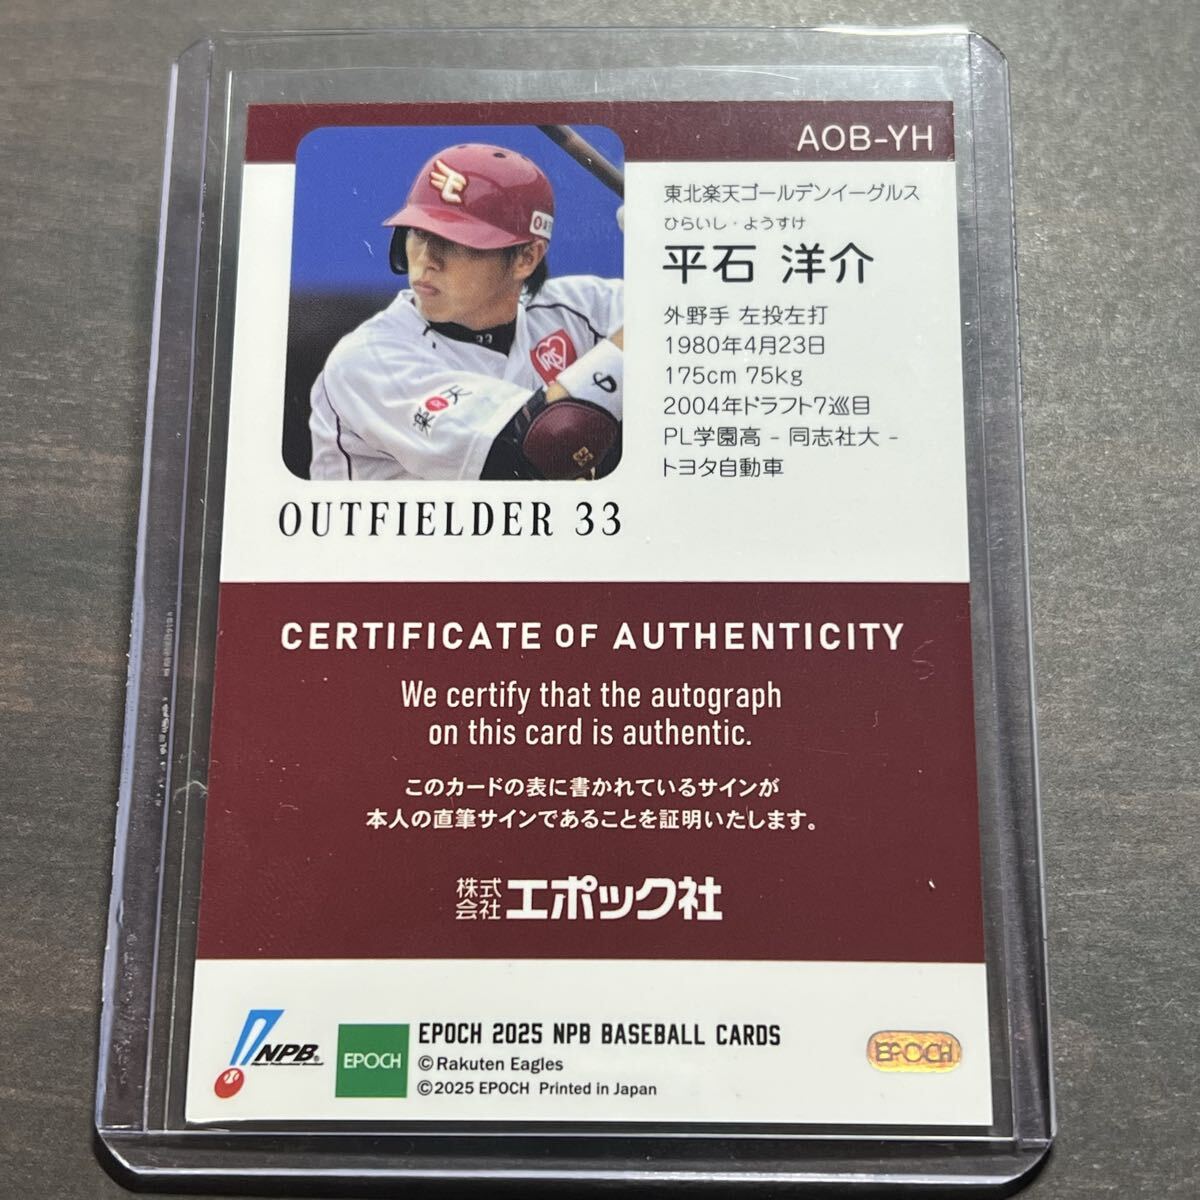 AOB-YH
東北楽天ゴールデンイーグルス
ひらいし・ようすけ
平石 洋介
外野手 左投左打
1980年4月23日
175cm 75kg
2004年ドラフト7巡目
PL学園高 - 同志社大 -
トヨタ自動車
33
楽天
OUTFIELDER 33
CERTIFICATE OF AUTHENTICITY
We certify that the autograph
on this card is authentic.
このカードの表に書かれているサインが
本人の直筆サインであることを証明いたします。
株式会社エポック社
NPB
EPOCH
EPOCH 2025 NPB BASEBALL CARDS
©Rakuten Eagles
©2025 EPOCH Printed in Japan
EPOCH